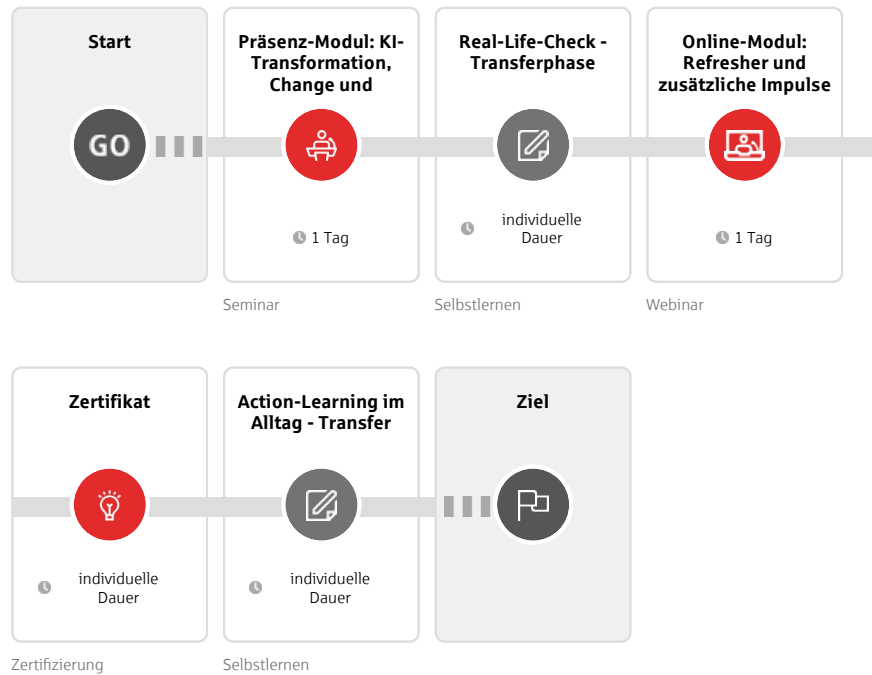 Start
Präsenz-Modul: KI-
Transformation,
Change und
Real-Life-Check -
Transferphase
Online-Modul:
Refresher und
zusätzliche Impulse
GO
1 Tag
individuelle
Dauer
1 Tag
Seminar
Selbstlernen
Webinar
Zertifikat
Action-Learning im
Alltag - Transfer
Ziel
individuelle
Dauer
individuelle
Dauer
Zertifizierung
Selbstlernen